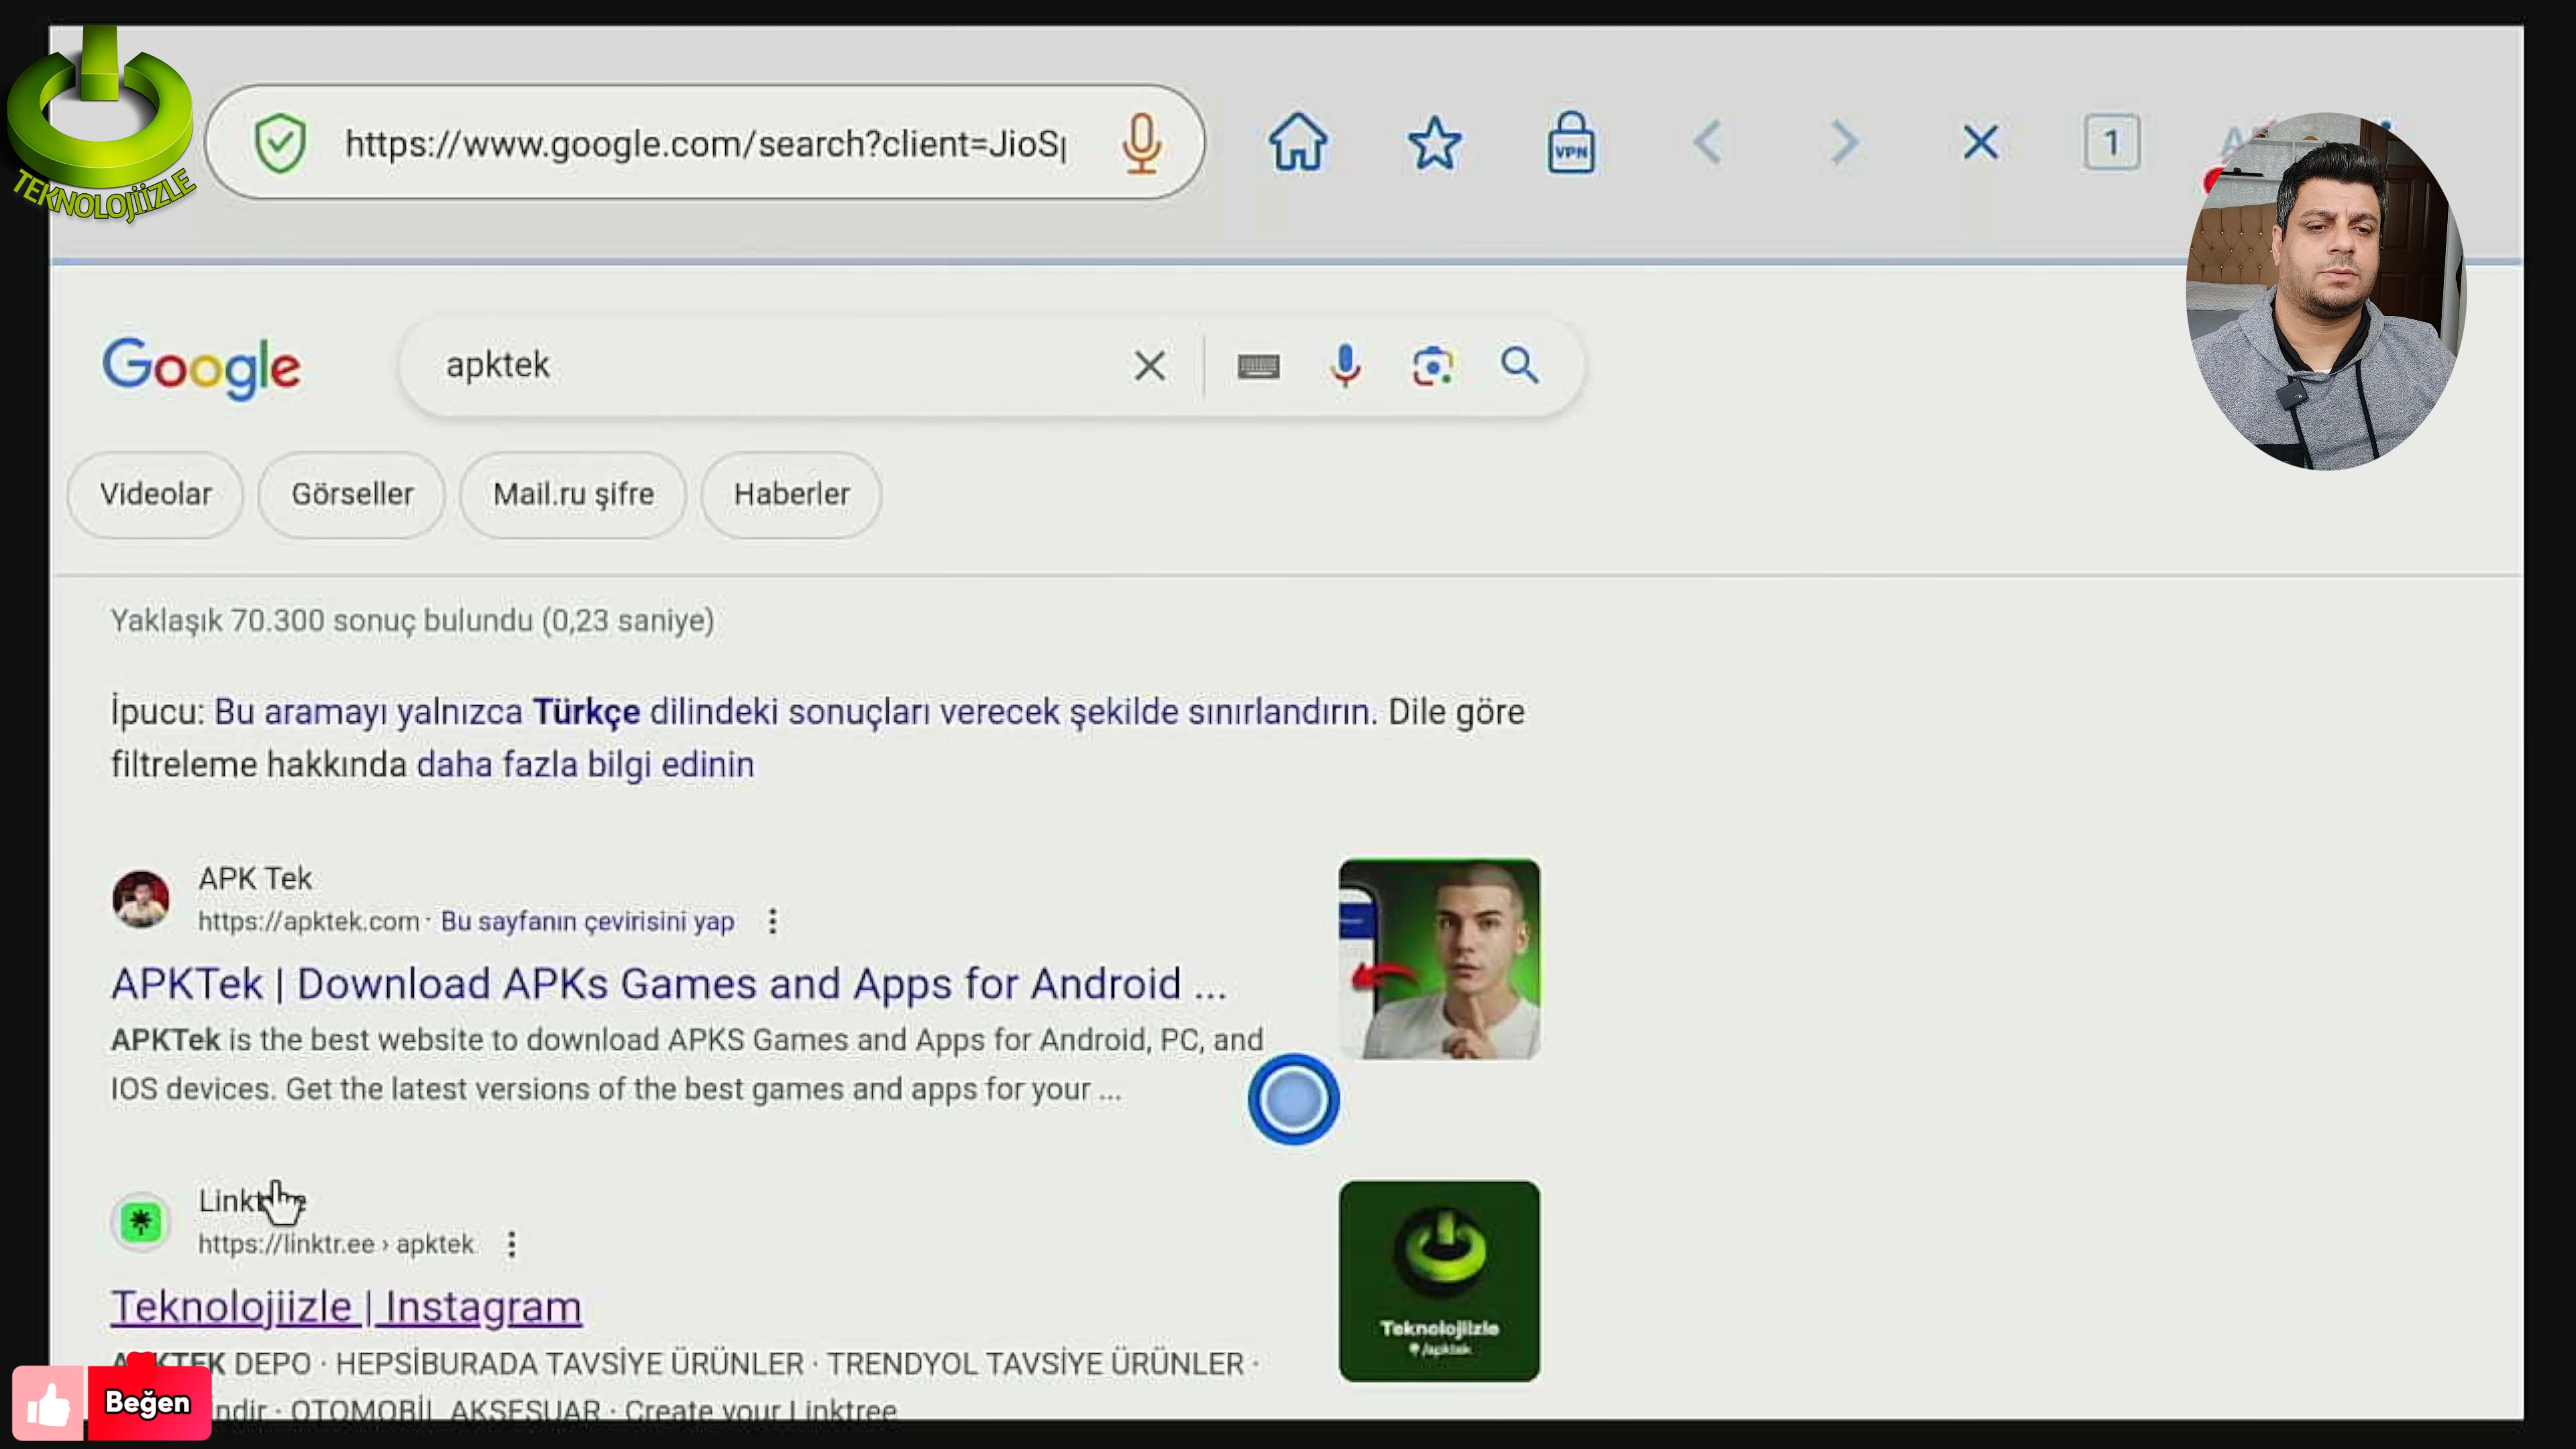 TEKNOLOJİİZLE
https://www.google.com/search?client=JioS
VPN
1
Google
apktek
Videolar
Görseller
Mail.ru şifre
Haberler
Yaklaşık 70.300 sonuç bulundu (0,23 saniye)
İpucu: Bu aramayı yalnızca Türkçe dilindeki sonuçları verecek şekilde sınırlandırın. Dile göre
filtreleme hakkında daha fazla bilgi edinin
APK Tek
https://apktek.com · Bu sayfanın çevirisini yap
APKTek | Download APKs Games and Apps for Android ...
APKTek is the best website to download APKS Games and Apps for Android, PC, and
IOS devices. Get the latest versions of the best games and apps for your ...
https://linktr.ee › apktek
Teknolojiizle | Instagram
DEPO · HEPSİBURADA TAVSİYE ÜRÜNLER · TRENDYOL TAVSİYE ÜRÜNLER ·
OTOMOBİL AKSESUAR · Create your Linktree
Teknolojiizle
/apktek
Beğen